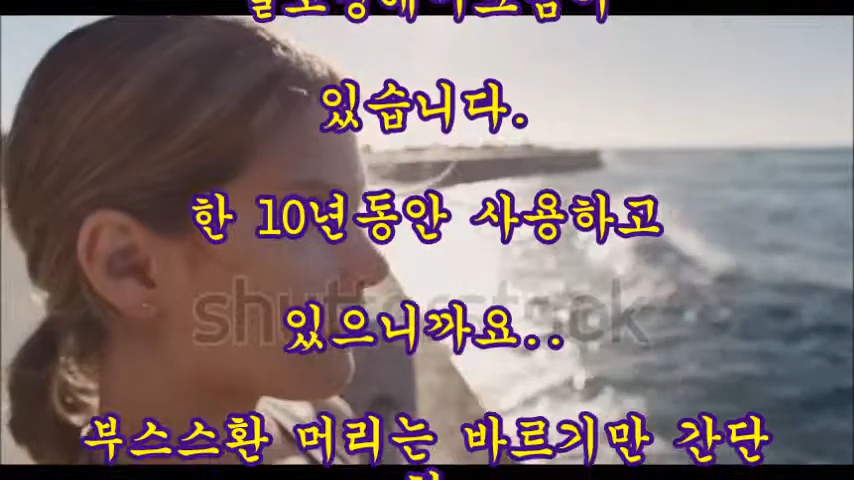 있습니다.
한 10년동안 사용하고
shutterstock
있으니까요..
부스스환 머리는 바르기만 간단